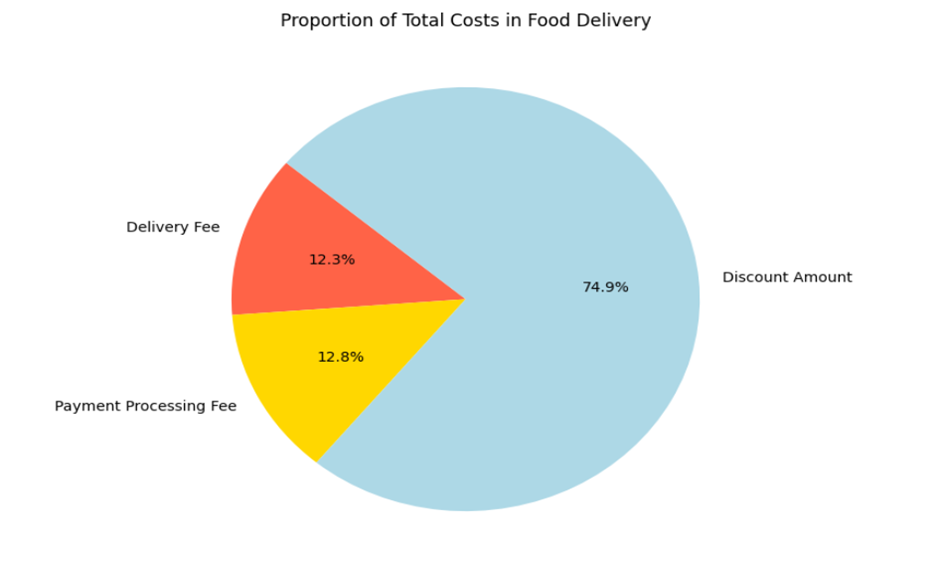 Proportion of Total Costs in Food Delivery
Delivery Fee
12.3%
74.9%
Discount Amount
12.8%
Payment Processing Fee